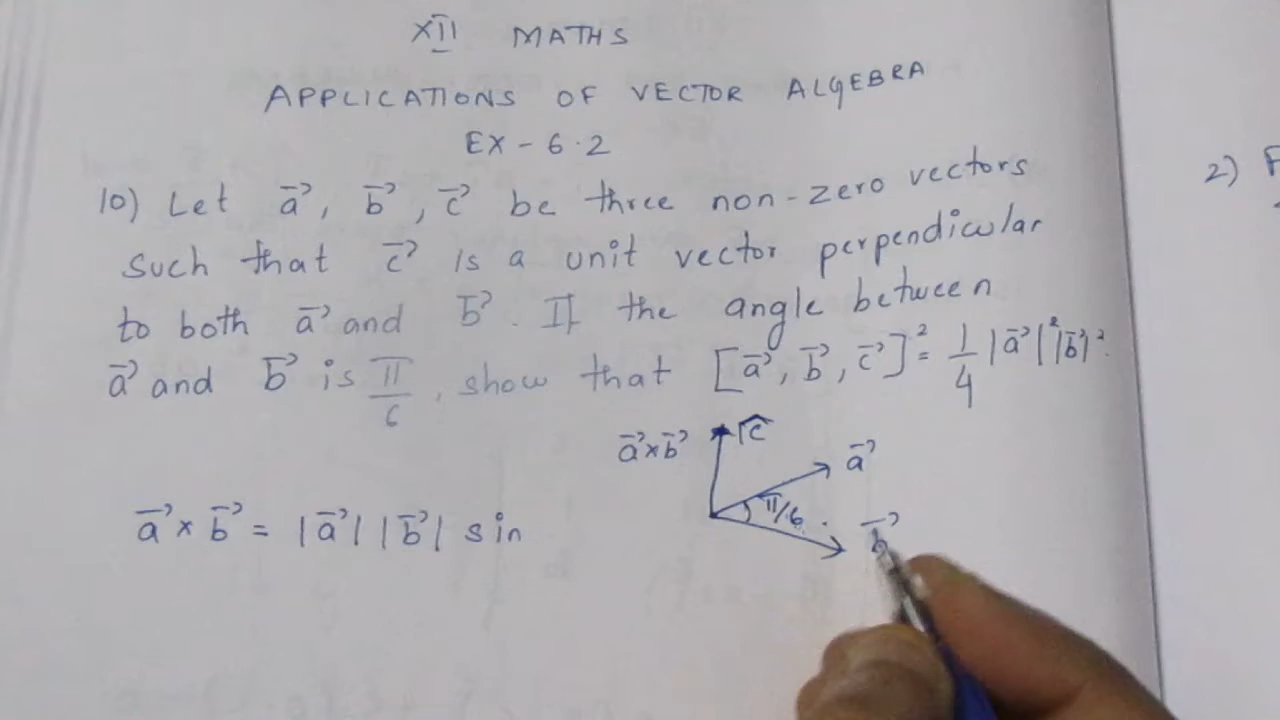 XII MATHS
APPLICATIONS OF VECTOR ALGEBRA
EX - 6.2
10) Let a⃗, b⃗, c⃗ be three non-zero vectors
such that c⃗ is a unit vector perpendicular
to both a⃗ and b⃗. If the angle between
a⃗ and b⃗ is π/6, show that [a⃗, b⃗, c⃗]² = 1/4 |a⃗|²|b⃗|².
a⃗×b⃗ ĉ
a⃗
π/6
b⃗
a⃗ × b⃗ = |a⃗| |b⃗| sin
2) F